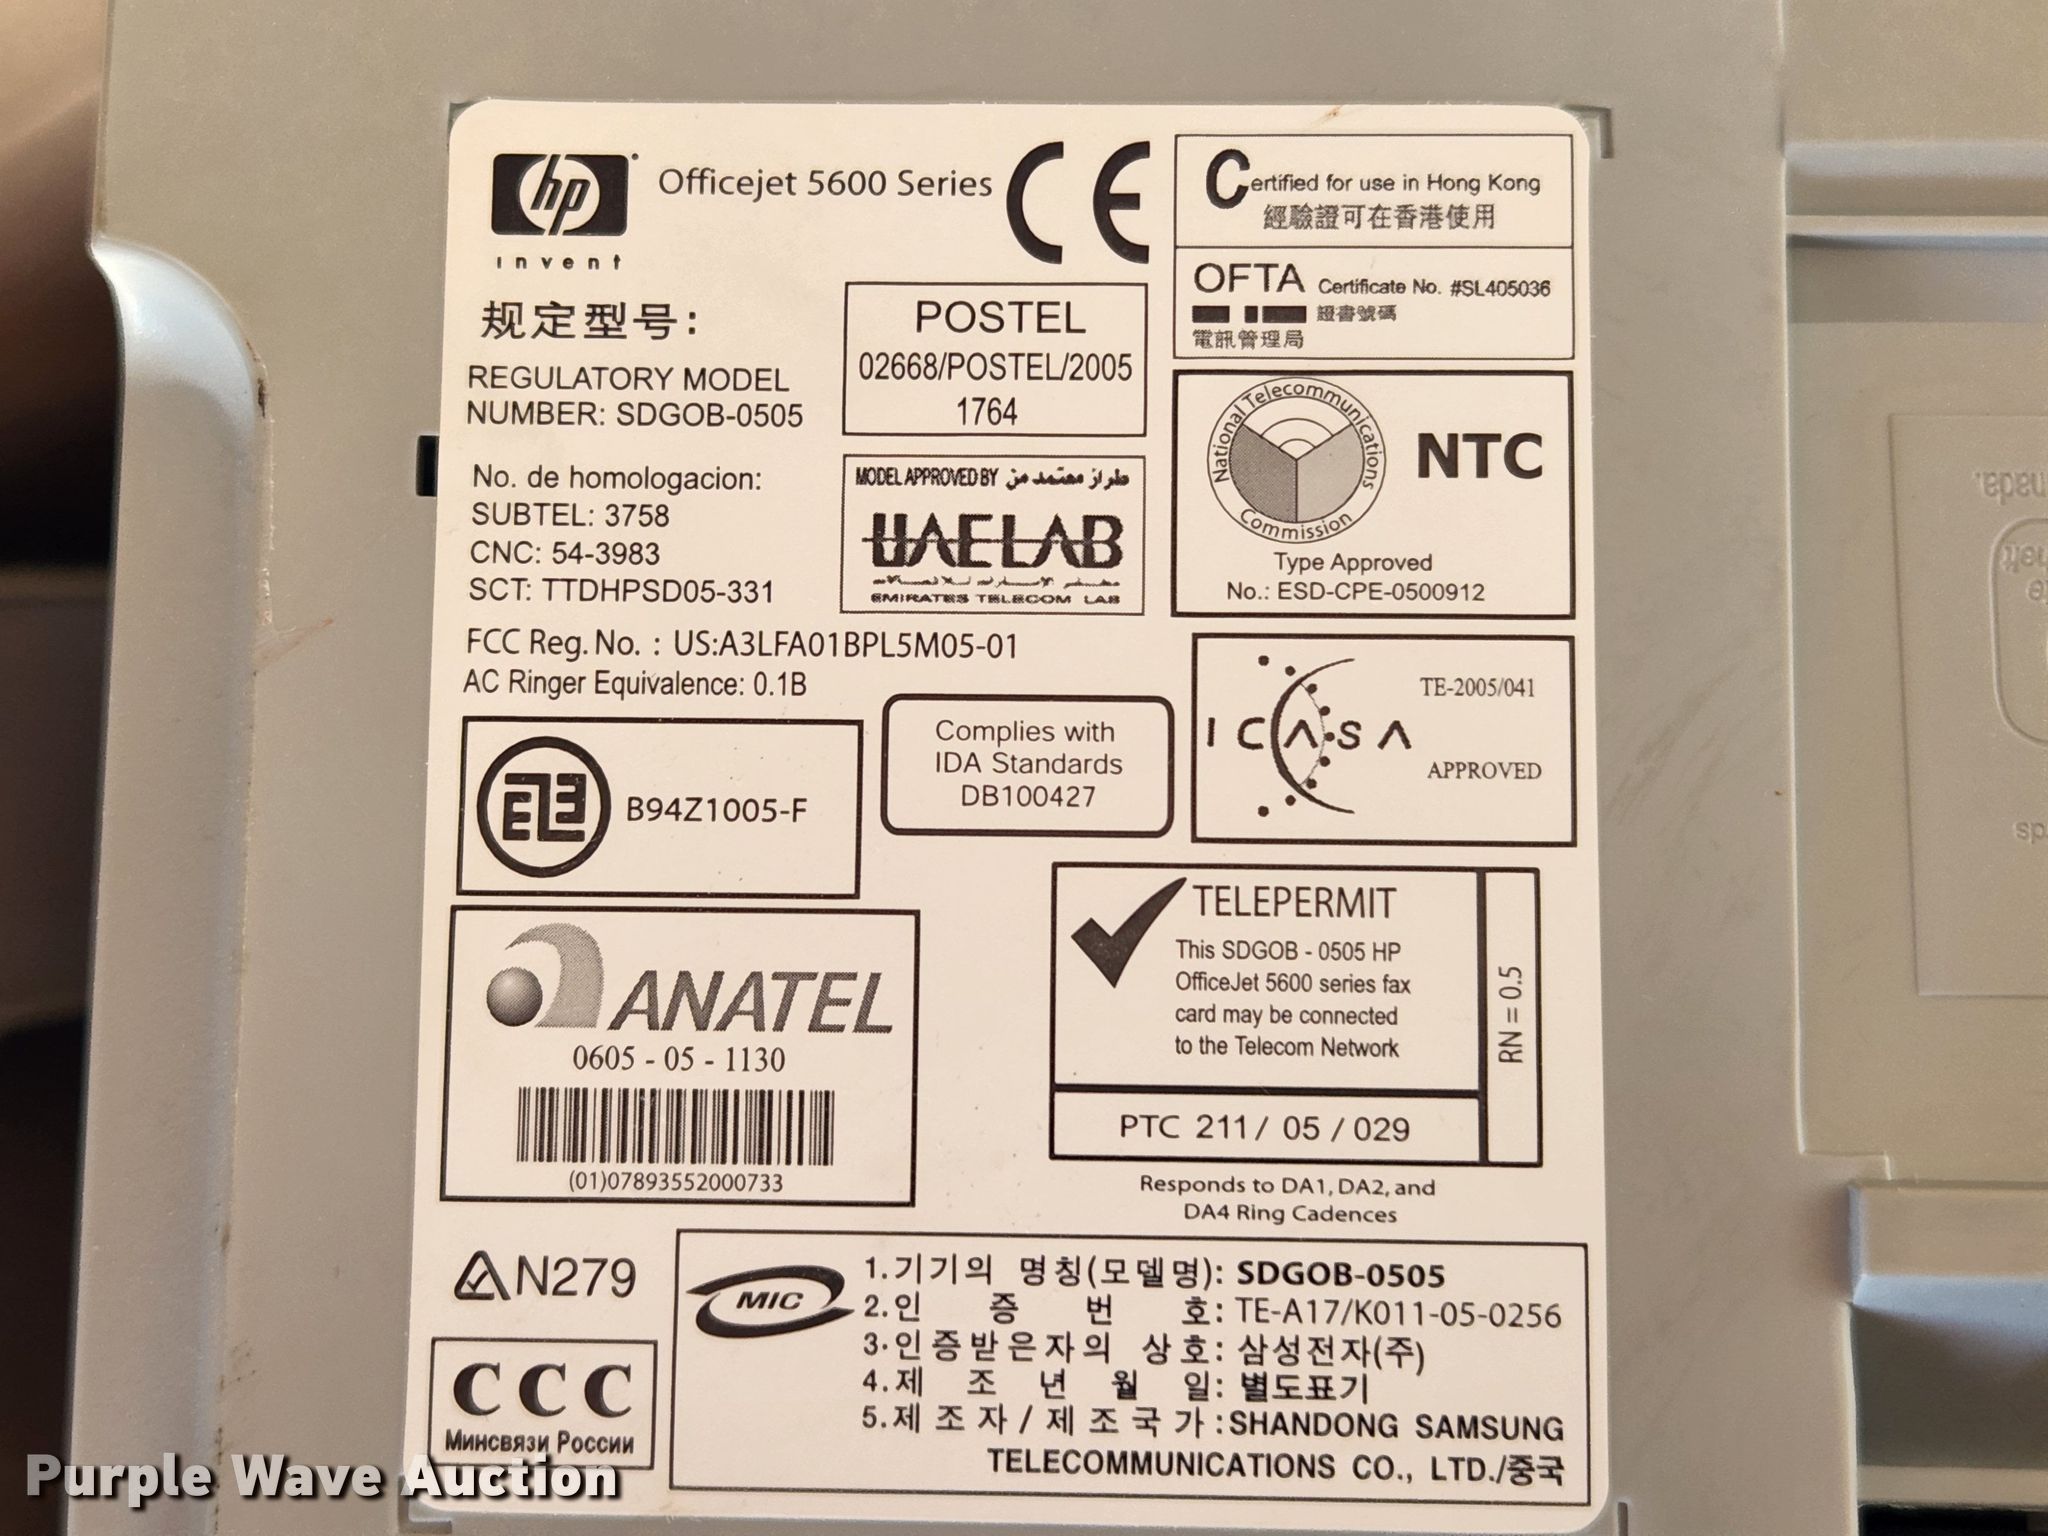 hp
invent
Officejet 5600 Series
CE
Certified for use in Hong Kong
經驗證可在香港使用
OFTA Certificate No. #SL405036
證書號碼
電訊管理局
规定型号:
REGULATORY MODEL
NUMBER: SDGOB-0505
POSTEL
02668/POSTEL/2005
1764
National Telecommunications
Commission
NTC
Type Approved
No.: ESD-CPE-0500912
No. de homologacion:
SUBTEL: 3758
CNC: 54-3983
SCT: TTDHPSD05-331
MODEL APPROVED BY طراز معتمد من
UAELAB
EMIRATES TELECOM LAB
FCC Reg. No. : US:A3LFA01BPL5M05-01
AC Ringer Equivalence: 0.1B
B94Z1005-F
Complies with
IDA Standards
DB100427
ICASA
TE-2005/041
APPROVED
ANATEL
0605 - 05 - 1130
(01)07893552000733
TELEPERMIT
This SDGOB - 0505 HP
OfficeJet 5600 series fax
card may be connected
to the Telecom Network
RN = 0.5
PTC 211/ 05 / 029
Responds to DA1, DA2, and
DA4 Ring Cadences
N279
CCC
Минсвязи России
MIC
1.기기의 명칭(모델명): SDGOB-0505
2.인 증 번 호: TE-A17/K011-05-0256
3.인증받은자의 상호: 삼성전자(주)
4.제 조 년 월 일: 별도표기
5.제조자/제조국가:SHANDONG SAMSUNG
TELECOMMUNICATIONS CO., LTD./중국
Purple Wave Auction